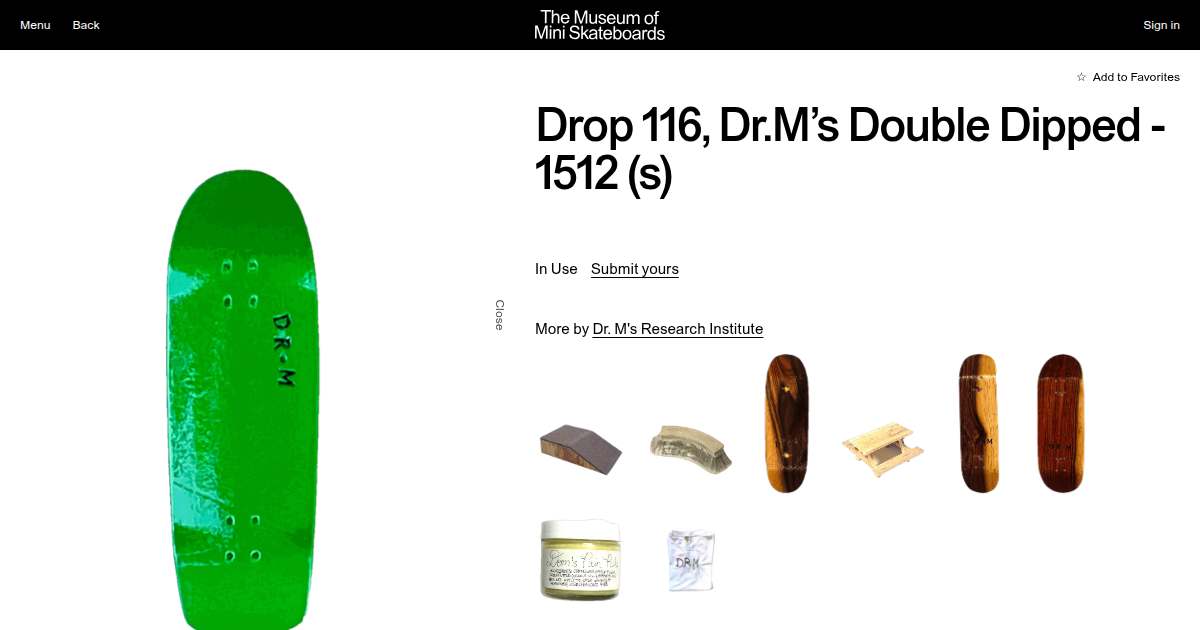 Menu
Back
The Museum of
Mini Skateboards
Sign in
☆ Add to Favorites
Drop 116, Dr.M’s Double Dipped -
1512 (s)
In Use
Submit yours
Close
More by Dr. M's Research Institute
DR-M
DRM